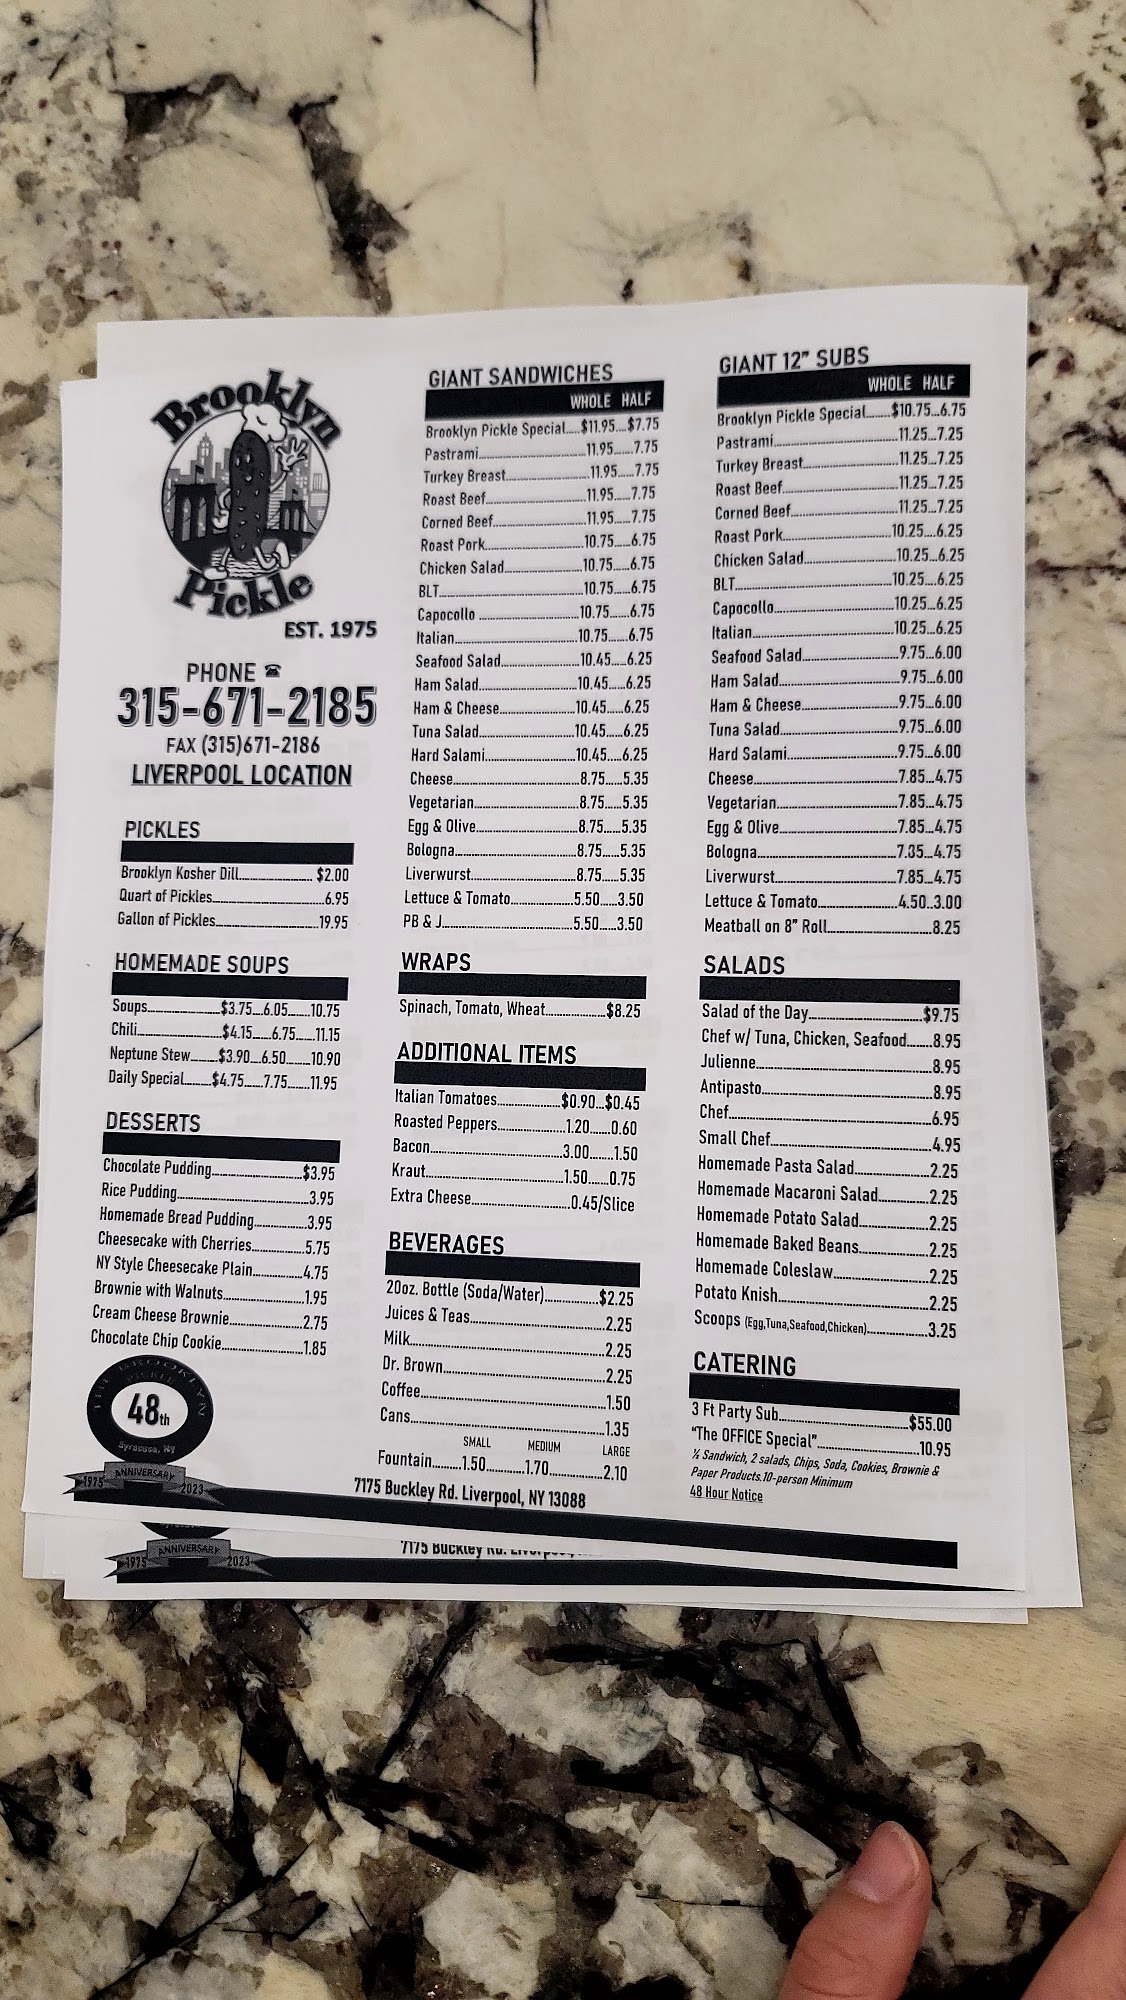 Brooklyn
Pickle
EST. 1975
PHONE ☎
315-671-2185
FAX (315)671-2186
LIVERPOOL LOCATION
PICKLES
Brooklyn Kosher Dill.......... $2.00
Quart of Pickles..........6.95
Gallon of Pickles..........19.95
HOMEMADE SOUPS
Soups..........$3.75....6.05......10.75
Chili..........$4.15......6.75......11.15
Neptune Stew........$3.90...6.50.......10.90
Daily Special........$4.75.....7.75.......11.95
DESSERTS
Chocolate Pudding..........$3.95
Rice Pudding..........3.95
Homemade Bread Pudding..........3.95
Cheesecake with Cherries..........5.75
NY Style Cheesecake Plain..........4.75
Brownie with Walnuts..........1.95
Cream Cheese Brownie..........2.75
Chocolate Chip Cookie..........1.85
THE BROOKLYN
PICKLE
48th
Syracuse, NY
ANNIVERSARY
1975 2023
GIANT SANDWICHES
WHOLE HALF
Brooklyn Pickle Special.....$11.95....$7.75
Pastrami..........11.95......7.75
Turkey Breast..........11.95.....7.75
Roast Beef..........11.95.....7.75
Corned Beef..........11.95.....7.75
Roast Pork..........10.75.....6.75
Chicken Salad..........10.75.....6.75
BLT..........10.75.....6.75
Capocollo ..........10.75.....6.75
Italian..........10.75.....6.75
Seafood Salad..........10.45.....6.25
Ham Salad..........10.45.....6.25
Ham & Cheese..........10.45.....6.25
Tuna Salad..........10.45.....6.25
Hard Salami..........10.45.....6.25
Cheese..........8.75.....5.35
Vegetarian..........8.75.....5.35
Egg & Olive..........8.75.....5.35
Bologna..........8.75.....5.35
Liverwurst..........8.75.....5.35
Lettuce & Tomato..........5.50.....3.50
PB & J..........5.50.....3.50
WRAPS
Spinach, Tomato, Wheat..........$8.25
ADDITIONAL ITEMS
Italian Tomatoes..........$0.90...$0.45
Roasted Peppers..........1.20......0.60
Bacon..........3.00......1.50
Kraut..........1.50......0.75
Extra Cheese..........0.45/Slice
BEVERAGES
20oz. Bottle (Soda/Water)..........$2.25
Juices & Teas..........2.25
Milk..........2.25
Dr. Brown..........2.25
Coffee..........1.50
Cans..........1.35
SMALL MEDIUM LARGE
Fountain.......1.50..........1.70..........2.10
7175 Buckley Rd. Liverpool, NY 13088
GIANT 12" SUBS
WHOLE HALF
Brooklyn Pickle Special.......$10.75...6.75
Pastrami..........11.25...7.25
Turkey Breast..........11.25...7.25
Roast Beef..........11.25...7.25
Corned Beef..........11.25...7.25
Roast Pork..........10.25...6.25
Chicken Salad..........10.25...6.25
BLT..........10.25...6.25
Capocollo..........10.25...6.25
Italian..........10.25...6.25
Seafood Salad..........9.75...6.00
Ham Salad..........9.75...6.00
Ham & Cheese..........9.75...6.00
Tuna Salad..........9.75...6.00
Hard Salami..........9.75...6.00
Cheese..........7.85...4.75
Vegetarian..........7.85...4.75
Egg & Olive..........7.85...4.75
Bologna..........7.85...4.75
Liverwurst..........7.85...4.75
Lettuce & Tomato..........4.50..3.00
Meatball on 8" Roll..........8.25
SALADS
Salad of the Day..........$9.75
Chef w/ Tuna, Chicken, Seafood.......8.95
Julienne..........8.95
Antipasto..........8.95
Chef..........6.95
Small Chef..........4.95
Homemade Pasta Salad..........2.25
Homemade Macaroni Salad..........2.25
Homemade Potato Salad..........2.25
Homemade Baked Beans..........2.25
Homemade Coleslaw..........2.25
Potato Knish..........2.25
Scoops (Egg,Tuna,Seafood,Chicken)..........3.25
CATERING
3 Ft Party Sub..........$55.00
"The OFFICE Special"..........10.95
½ Sandwich, 2 salads, Chips, Soda, Cookies, Brownie &
Paper Products.10-person Minimum
48 Hour Notice
ANNIVERSARY
1975 2023
7175 Buckley Rd.